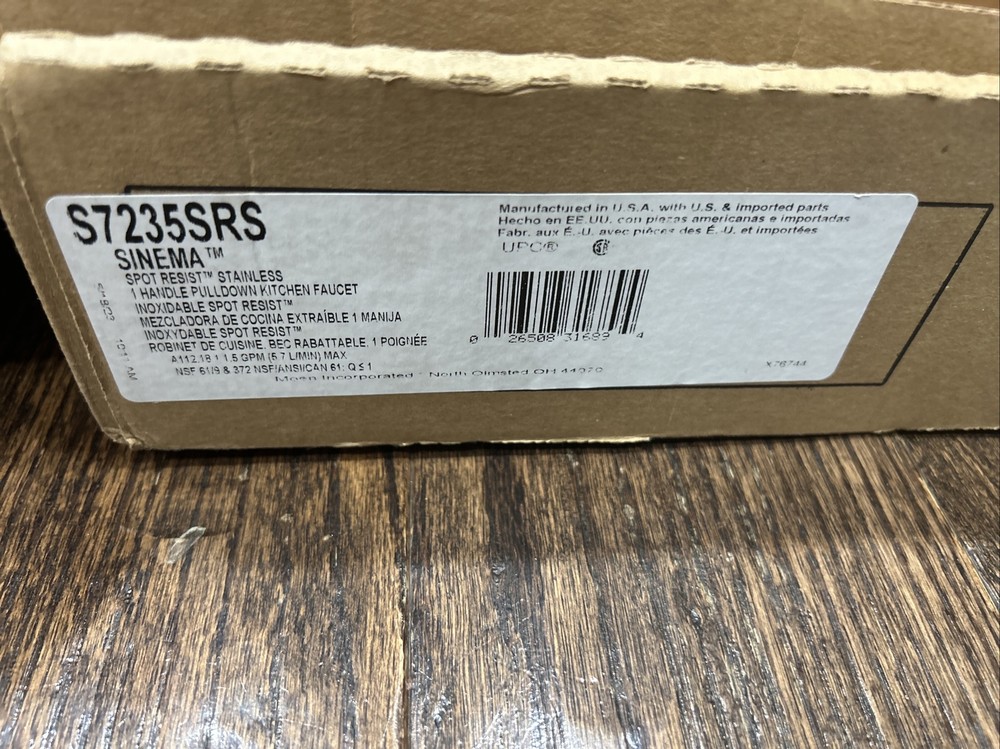 S7235SRS
SINEMA™
SPOT RESIST™ STAINLESS
1 HANDLE PULLDOWN KITCHEN FAUCET
INOXIDABLE SPOT RESIST™
MEZCLADORA DE COCINA EXTRAÍBLE 1 MANIJA
INOXYDABLE SPOT RESIST™
ROBINET DE CUISINE, BEC RABATTABLE, 1 POIGNÉE
A112.18.1 1.5 GPM (5.7 L/MIN) MAX
NSF 61/9 & 372 NSF/ANSI/CAN 61: Q ≤ 1
Moen Incorporated - North Olmsted OH 44070
Manufactured in U.S.A. with U.S. & imported parts
Hecho en EE.UU. con piezas americanas e importadas
Fabr. aux É.-U. avec pièces des É.-U. et importées
UPC®
0 26508 31689 4
X76744